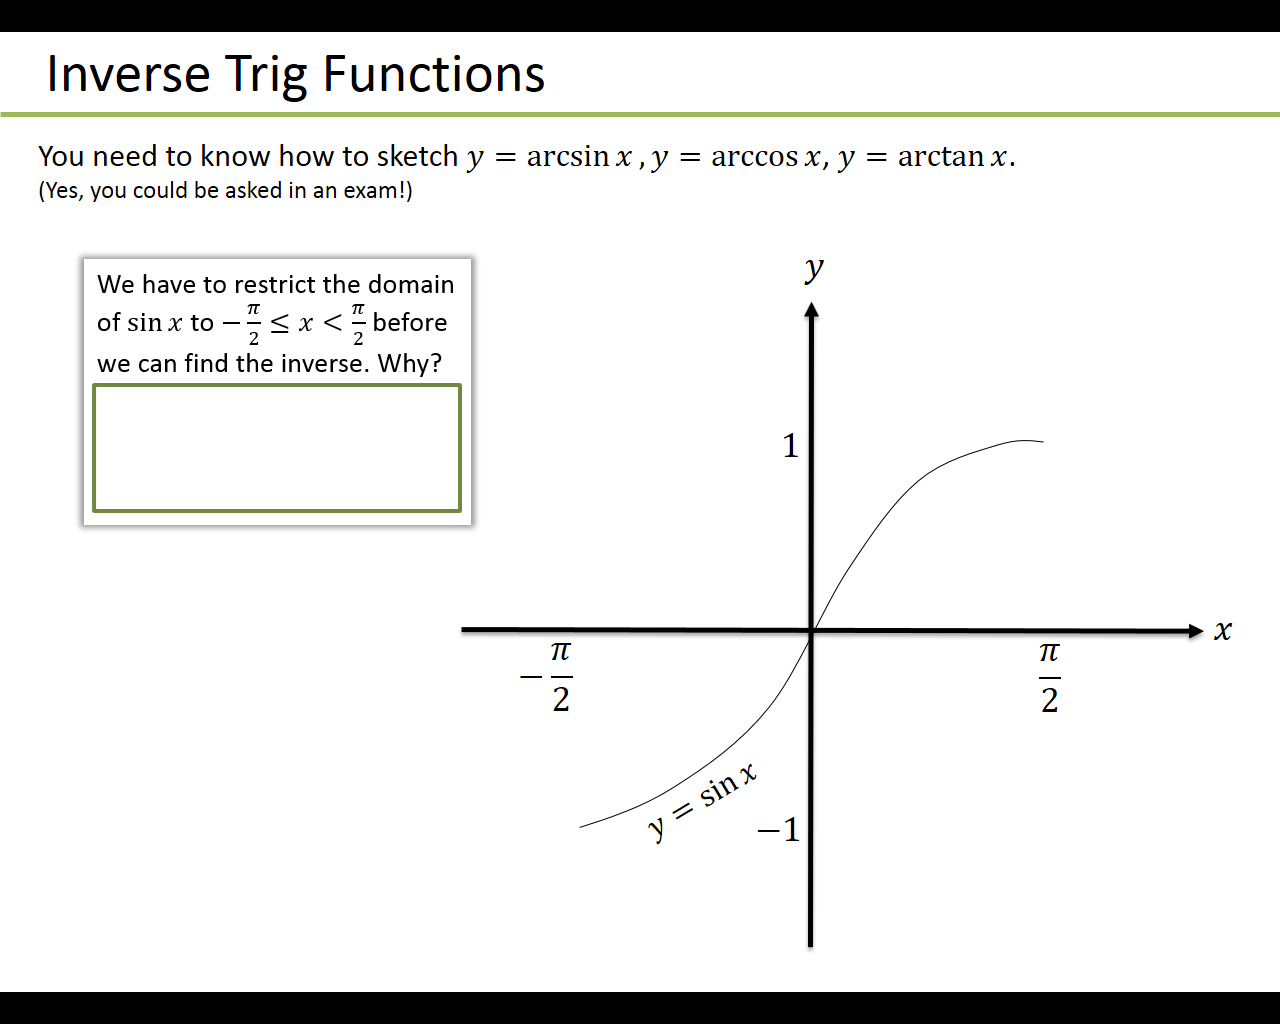 Inverse Trig Functions
You need to know how to sketch y = arcsin x , y = arccos x, y = arctan x.
(Yes, you could be asked in an exam!)
We have to restrict the domain
of sin x to −π/2 ≤ x < π/2 before
we can find the inverse. Why?
y
1
x
−π/2
π/2
y = sin x
−1